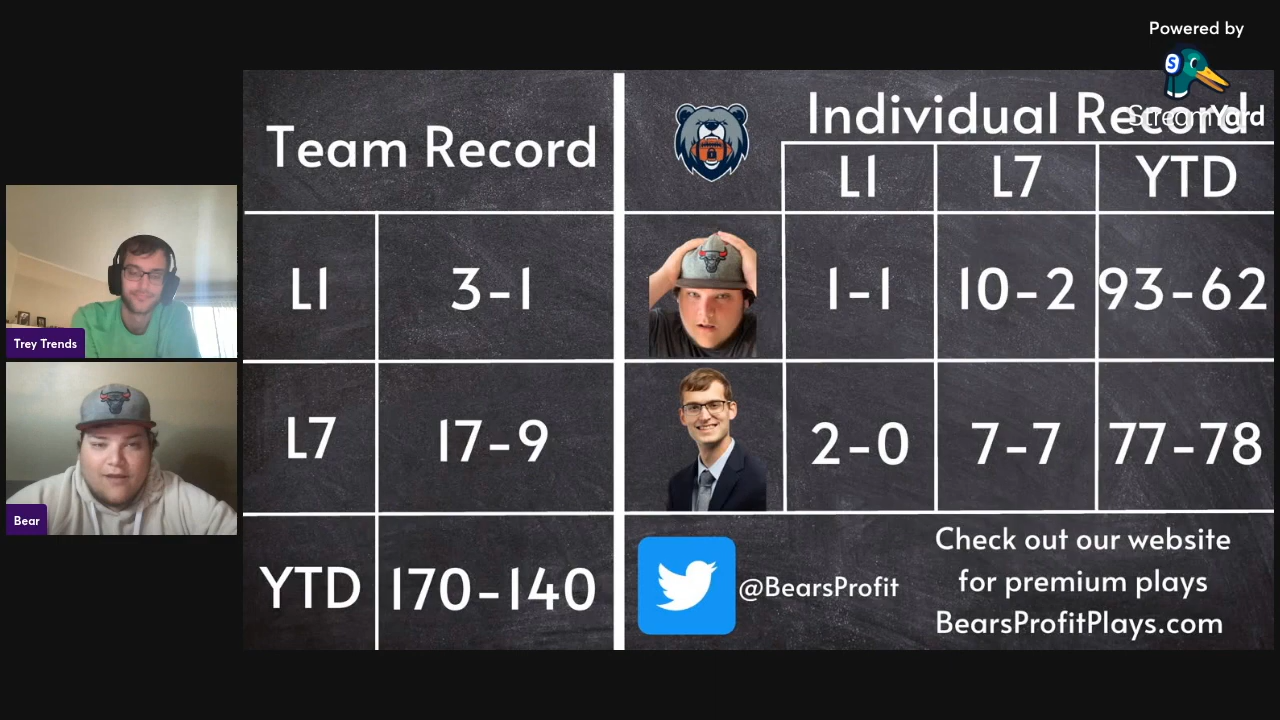 Powered by
StreamYard
Team Record
Individual Record
L1
L7
YTD
L1
3-1
1-1
10-2
93-62
Trey Trends
L7
17-9
2-0
7-7
77-78
Bear
YTD
170-140
@BearsProfit
Check out our website
for premium plays
BearsProfitPlays.com